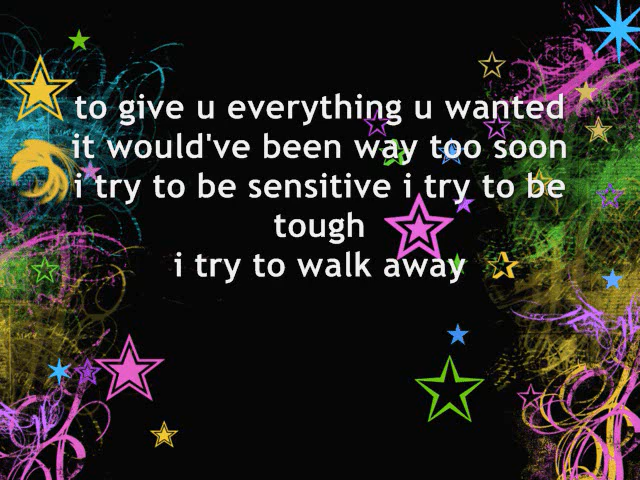 to give u everything u wanted
it would've been way too soon
i try to be sensitive i try to be
tough
i try to walk away